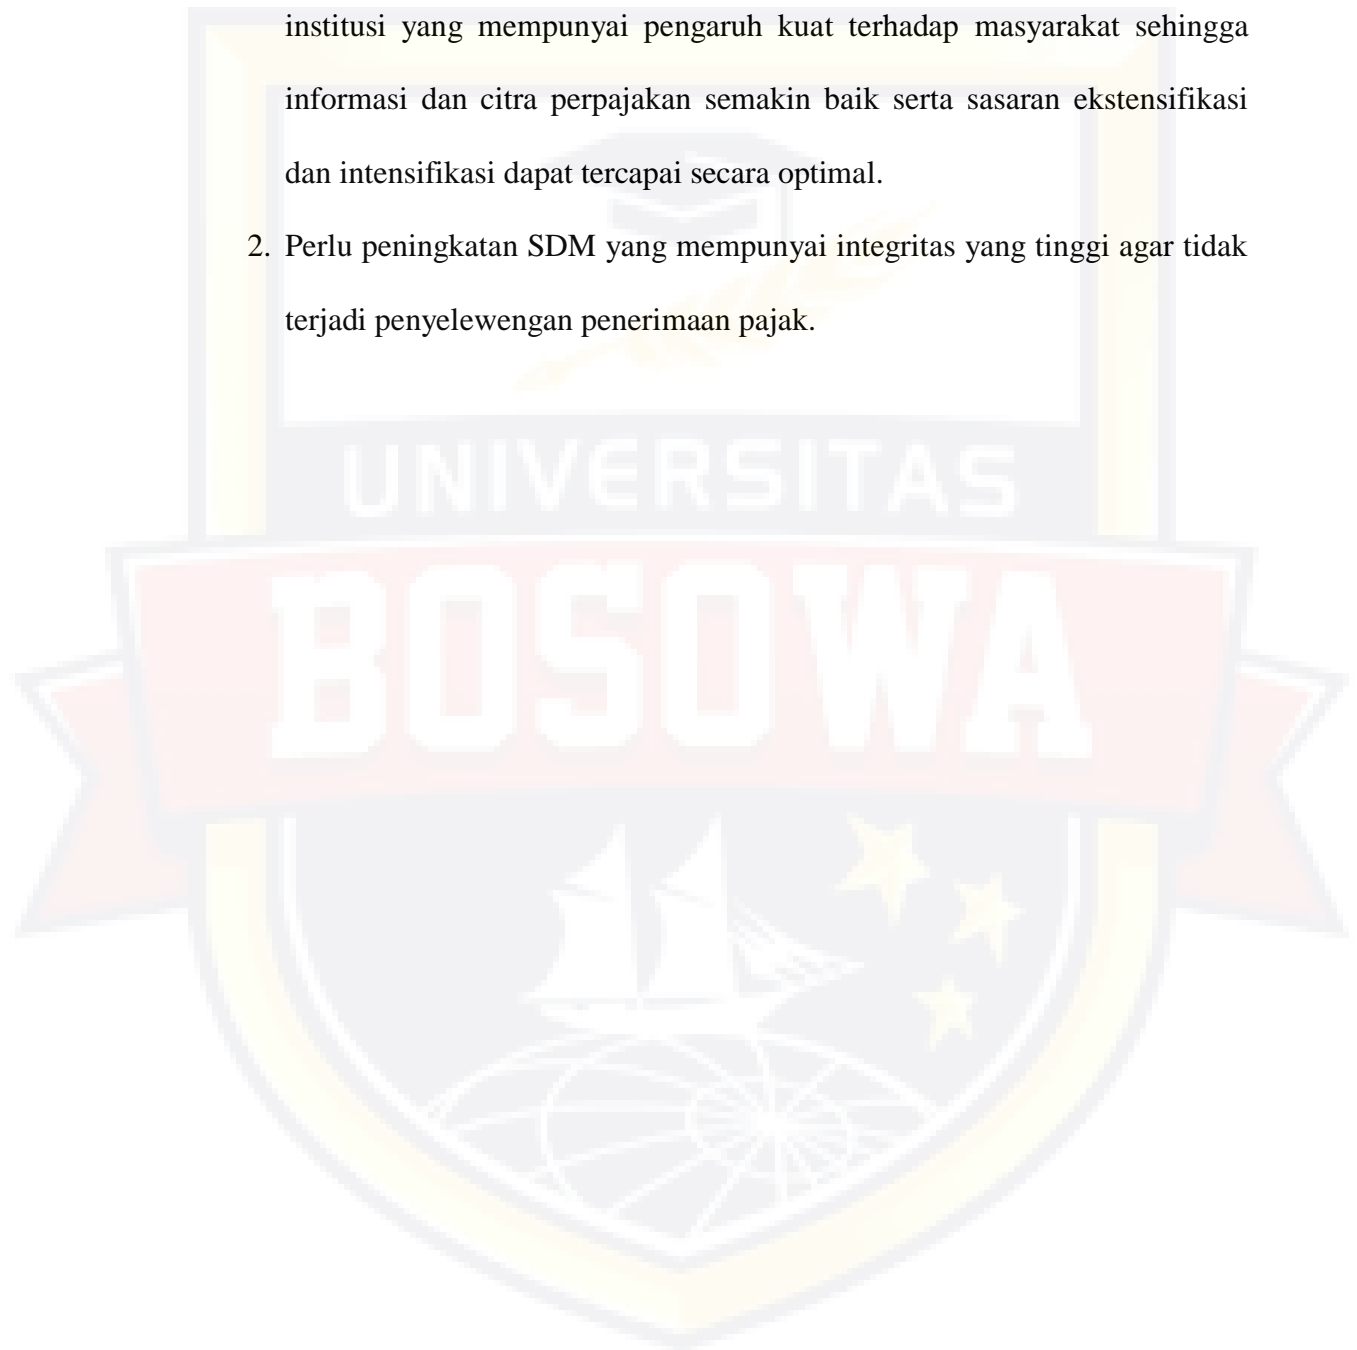 institusi yang mempunyai pengaruh kuat terhadap masyarakat sehingga
informasi dan citra perpajakan semakin baik serta sasaran ekstensifikasi
dan intensifikasi dapat tercapai secara optimal.
2. Perlu peningkatan SDM yang mempunyai integritas yang tinggi agar tidak
terjadi penyelewengan penerimaan pajak.
UNIVERSITAS
BOSOWA